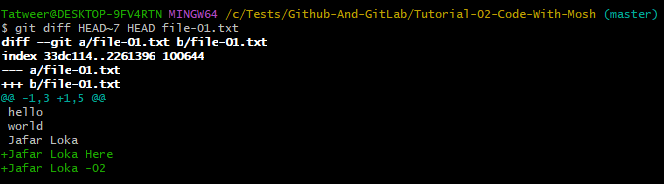 Tatweer@DESKTOP-9FV4RTN MINGW64 /c/Tests/Github-And-GitLab/Tutorial-02-Code-With-Mosh (master)
$ git diff HEAD~7 HEAD file-01.txt
diff --git a/file-01.txt b/file-01.txt
index 33dc114..2261396 100644
--- a/file-01.txt
+++ b/file-01.txt
@@ -1,3 +1,5 @@
 hello
 world
 Jafar Loka
+Jafar Loka Here
+Jafar Loka -02